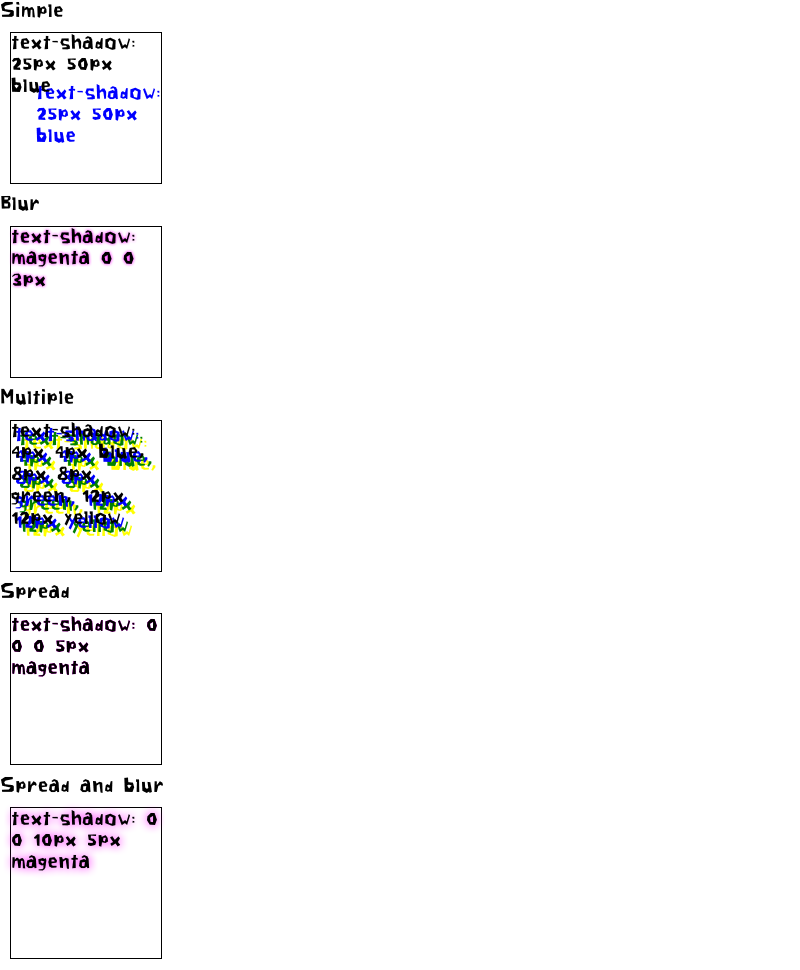 Simple
text-shadow:
25px 50px
blue
text-shadow:
25px 50px
blue
Blur
text-shadow:
magenta 0 0
3px
Multiple
text-shadow:
4px 4px blue,
8px 8px
green, 12px
12px yellow
Spread
text-shadow: 0
0 0 5px
magenta
Spread and blur
text-shadow: 0
0 10px 5px
magenta